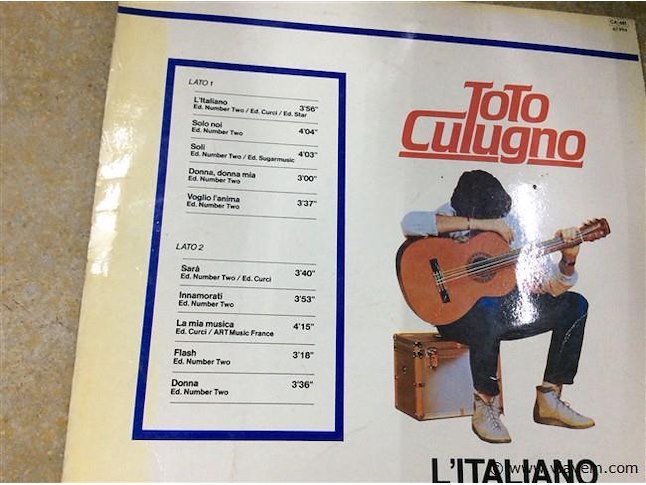 LATO 1
L'Italiano 3'56"
Ed. Number Two / Ed. Curci / Ed. Star
Solo noi 4'04"
Ed. Number Two
Soli 4'03"
Ed. Number Two / Ed. Sugarmusic
Donna, donna mia 3'00"
Ed. Number Two
Voglio l'anima 3'37"
Ed. Number Two
LATO 2
Sarà 3'40"
Ed. Number Two / Ed. Curci
Innamorati 3'53"
Ed. Number Two
La mia musica 4'15"
Ed. Curci / ART Music France
Flash 3'18"
Ed. Number Two
Donna 3'36"
Ed. Number Two
TOTO
CUTUGNO
L'ITALIANO
© www.vavem.com